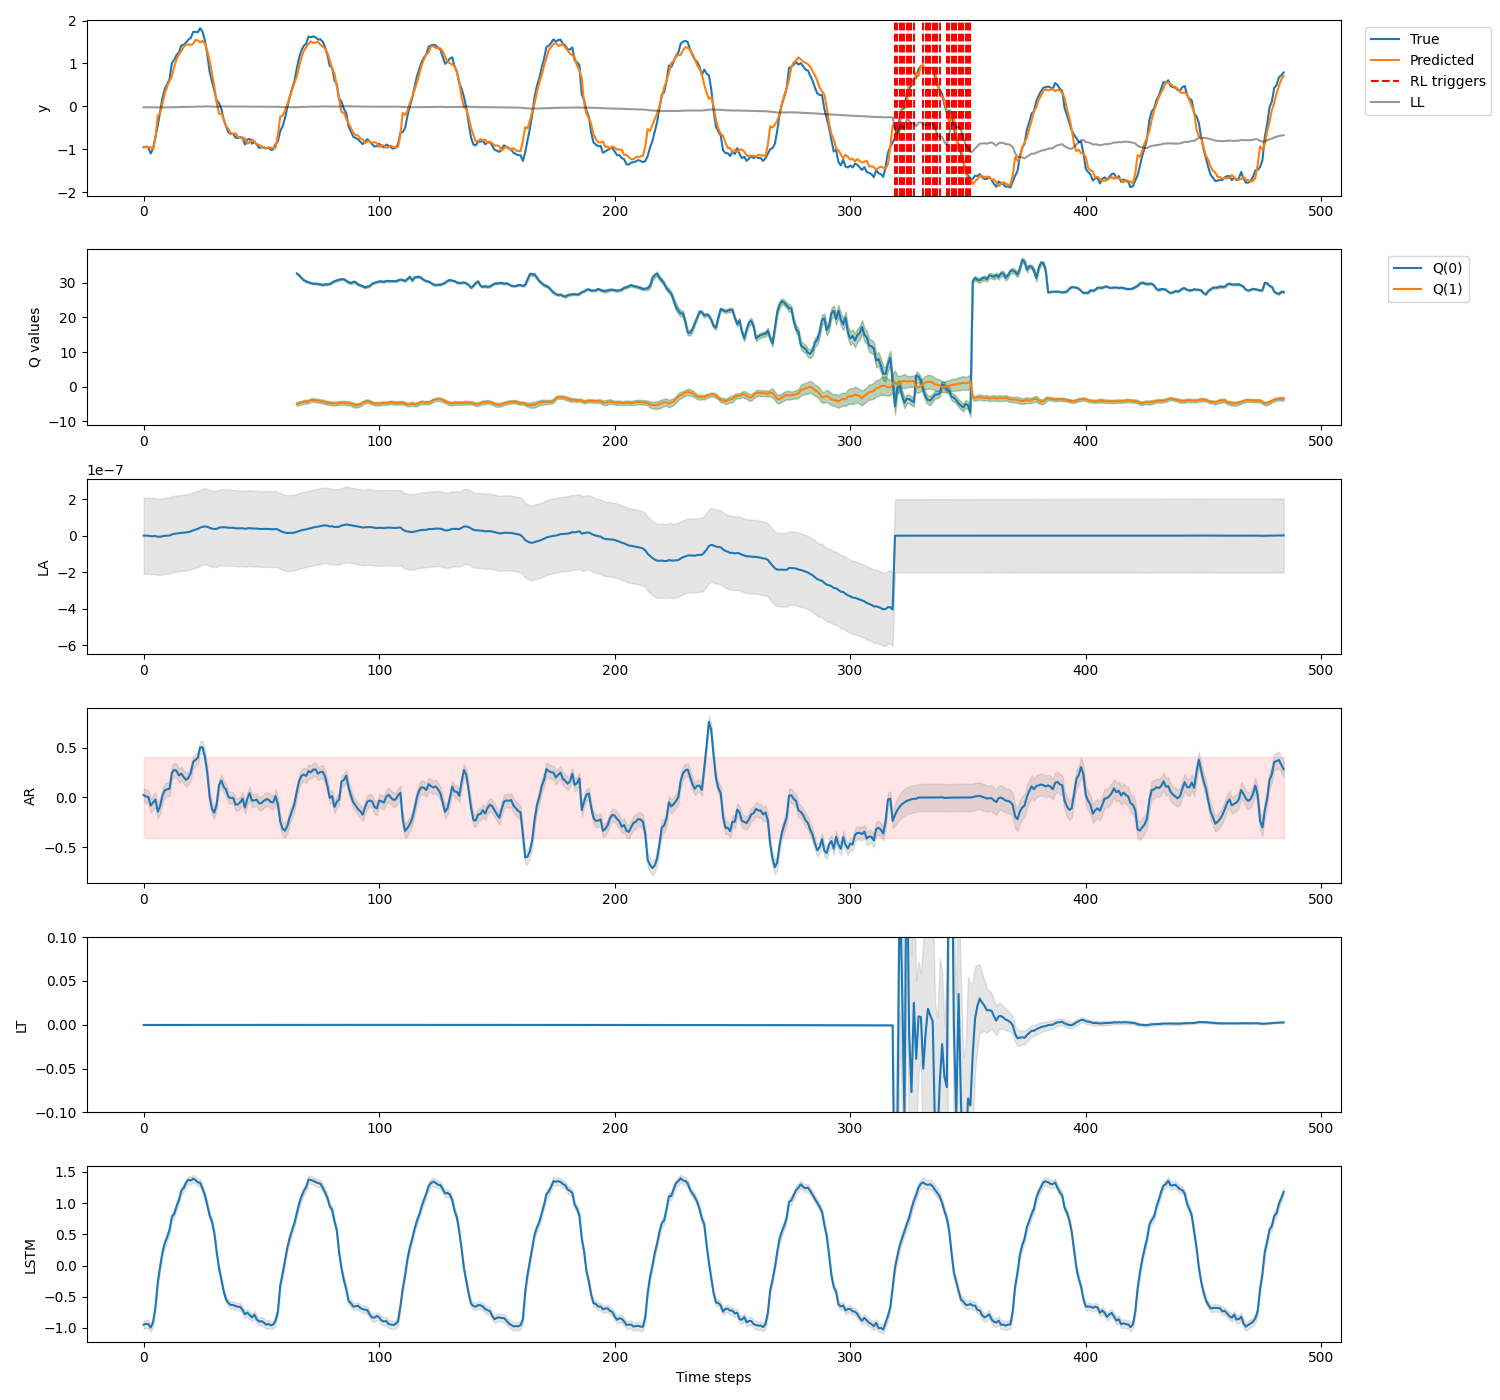 2
1
0
−1
−2
y
0 100 200 300 400 500
True
Predicted
RL triggers
LL
30
20
10
0
−10
Q values
0 100 200 300 400 500
Q(0)
Q(1)
1e−7
2
0
−2
−4
−6
LA
0 100 200 300 400 500
0.5
0.0
−0.5
AR
0 100 200 300 400 500
0.10
0.05
0.00
−0.05
−0.10
LT
0 100 200 300 400 500
1.5
1.0
0.5
0.0
−0.5
−1.0
LSTM
0 100 200 300 400 500
Time steps